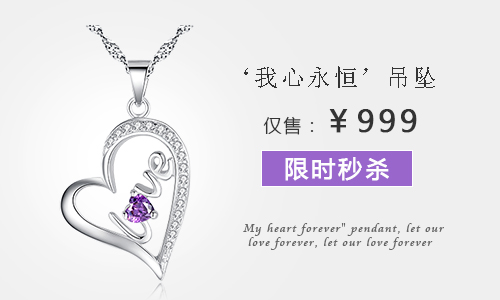 ‘我心永恒’吊坠
仅售：￥999
限时秒杀
My heart forever" pendant, let our
love forever, let our love forever
love